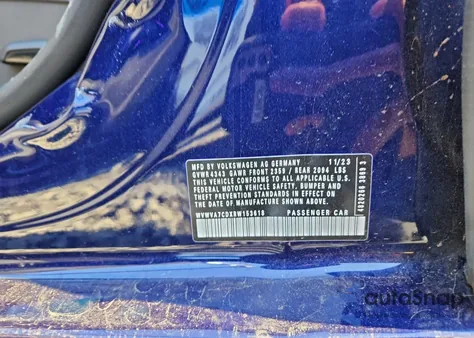 MFD BY VOLKSWAGEN AG GERMANY 11/23
GVWR 4343 GAWR FRONT 2359 / REAR 2094 LBS
THIS VEHICLE CONFORMS TO ALL APPLICABLE U.S.
FEDERAL MOTOR VEHICLE SAFETY, BUMPER AND
THEFT PREVENTION STANDARDS IN EFFECT ON
THE DATE OF MANUFACTURE SHOWN ABOVE.
WVWVA7CDXRW153618 PASSENGER CAR
autoSnap